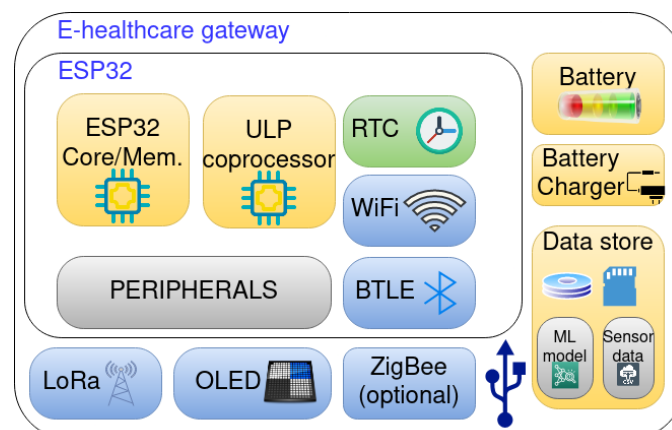 E-healthcare gateway
ESP32
ESP32
Core/Mem.
ULP
coprocessor
RTC
WiFi
PERIPHERALS
BTLE
LoRa
OLED
ZigBee
(optional)
Battery
Battery
Charger
Data store
ML
model
Sensor
data
CSV